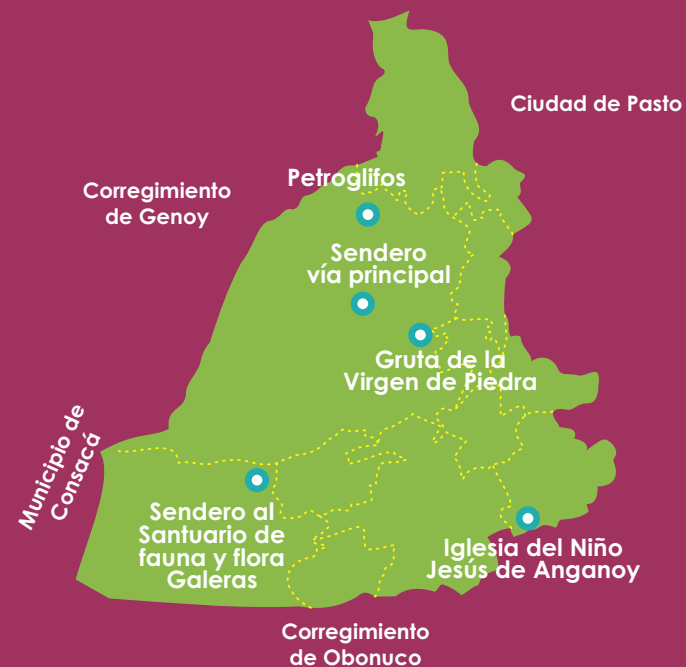 Ciudad de Pasto
Petroglifos
Corregimiento
de Genoy
Sendero
vía principal
Gruta de la
Virgen de Piedra
Municipio de
Consacá
Sendero al
Santuario de
fauna y flora
Galeras
Iglesia del Niño
Jesús de Anganoy
Corregimiento
de Obonuco